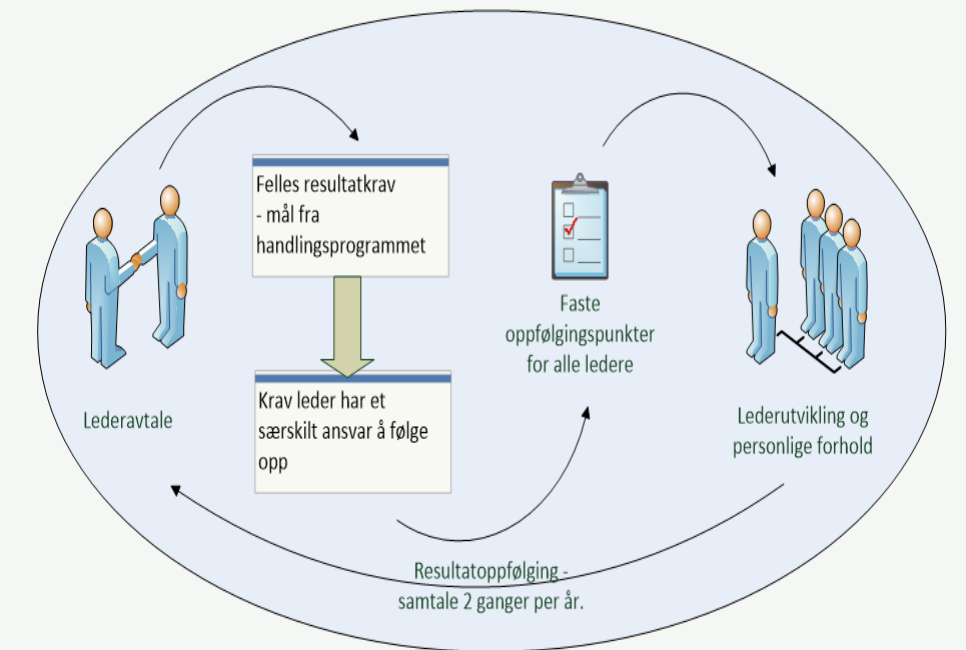 Felles resultatkrav
- mål fra
handlingsprogrammet
Krav leder har et
særskilt ansvar å følge
opp
Lederavtale
Faste
oppfølgingspunkter
for alle ledere
Lederutvikling og
personlige forhold
Resultatoppfølging -
samtale 2 ganger per år.